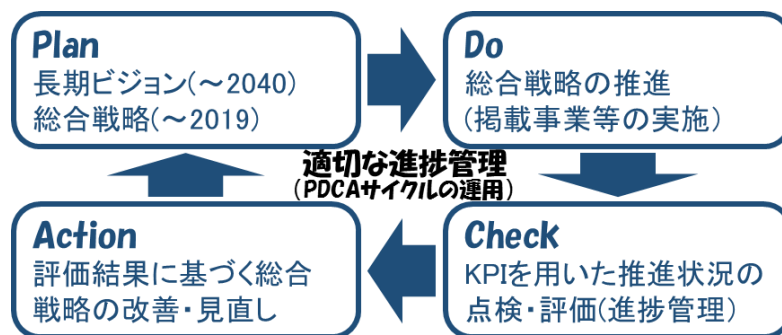 Plan
長期ビジョン(～2040)
総合戦略(～2019)
Do
総合戦略の推進
(掲載事業等の実施)
適切な進捗管理
(PDCAサイクルの運用)
Action
評価結果に基づく総合
戦略の改善・見直し
Check
KPIを用いた推進状況の
点検・評価(進捗管理)